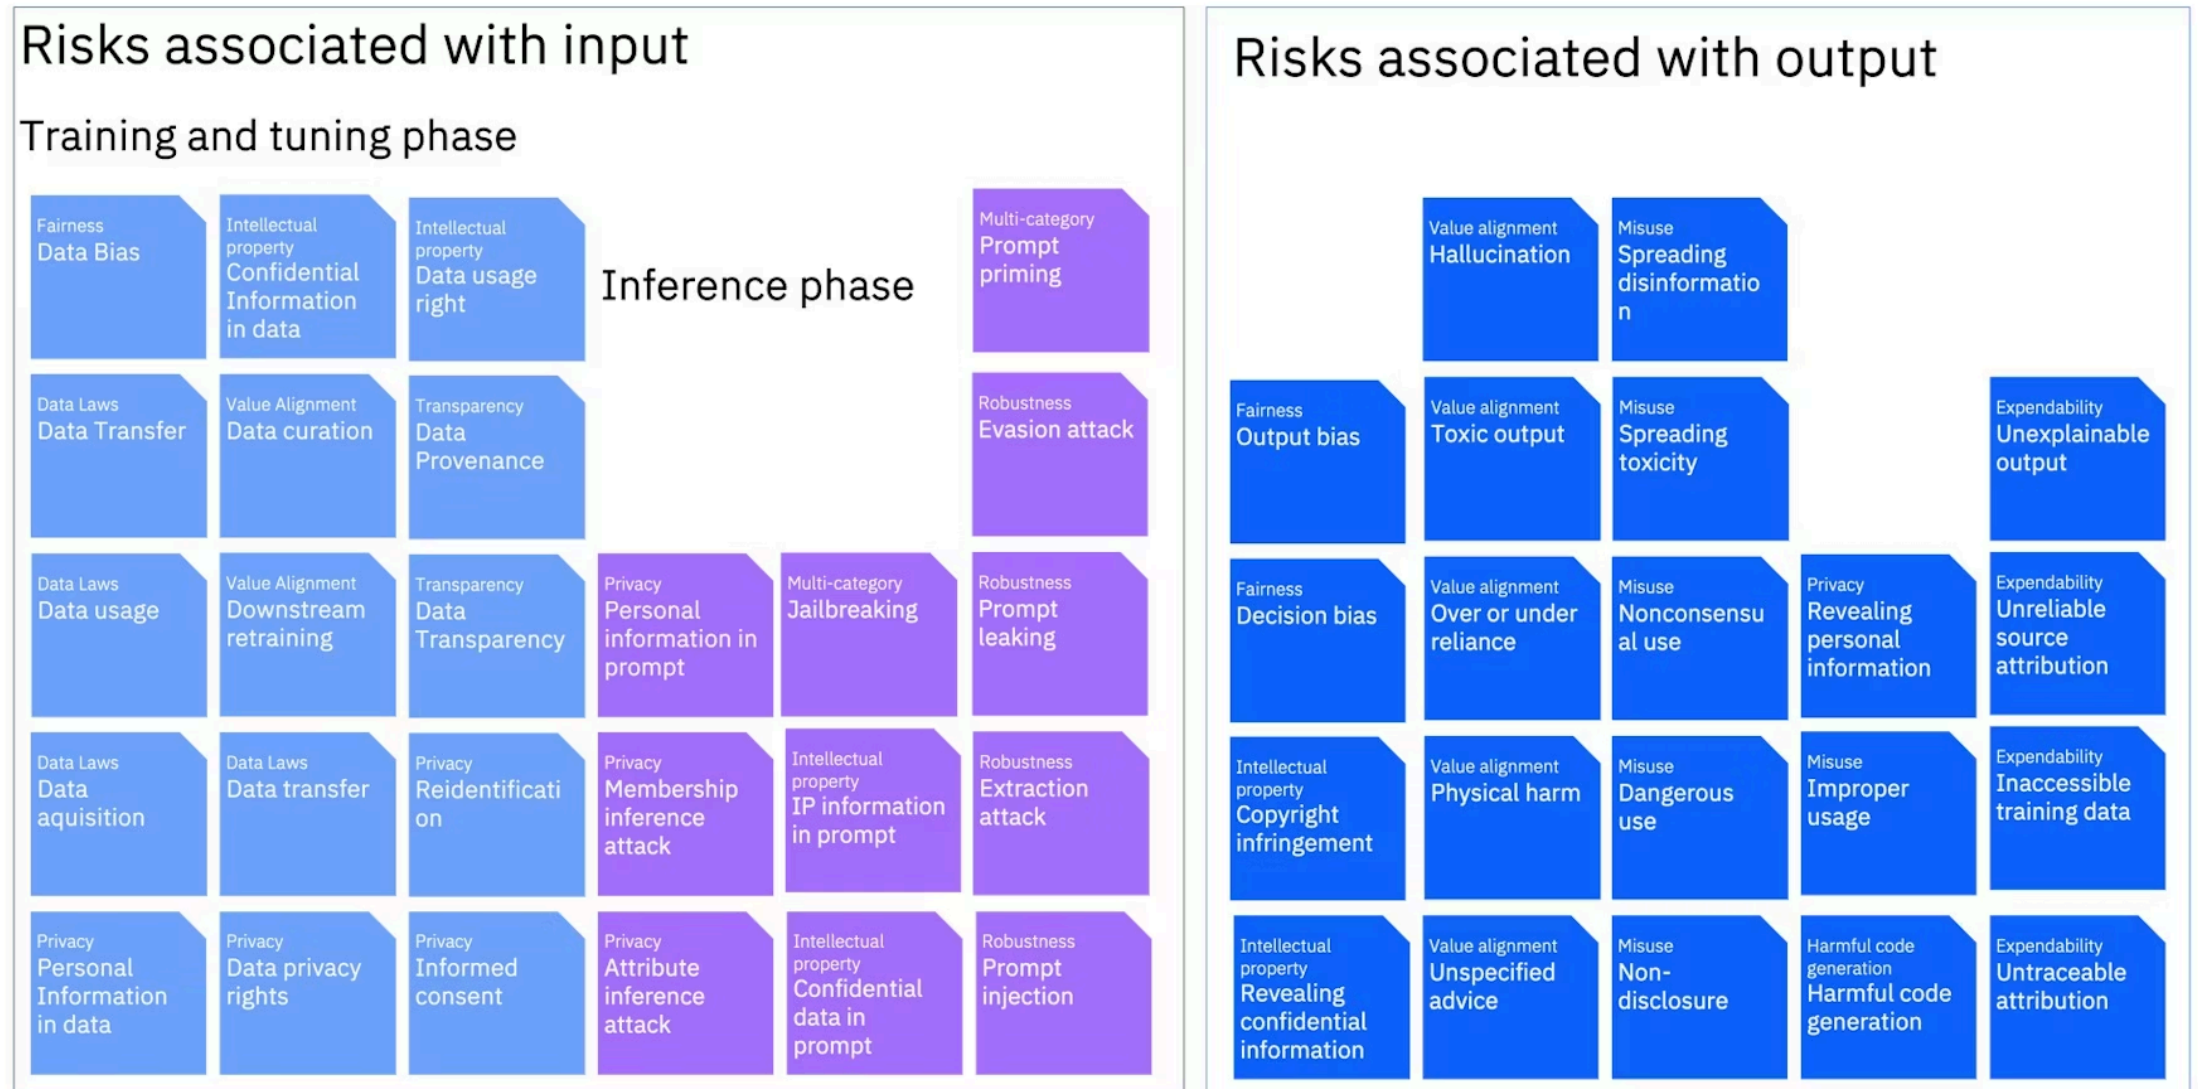 Risks associated with input
Training and tuning phase
Fairness
Data Bias
Intellectual
property
Confidential
Information
in data
Intellectual
property
Data usage
right
Inference phase
Multi-category
Prompt
priming
Data Laws
Data Transfer
Value Alignment
Data curation
Transparency
Data
Provenance
Robustness
Evasion attack
Data Laws
Data usage
Value Alignment
Downstream
retraining
Transparency
Data
Transparency
Privacy
Personal
information in
prompt
Multi-category
Jailbreaking
Robustness
Prompt
leaking
Data Laws
Data
aquisition
Data Laws
Data transfer
Privacy
Reidentificati
on
Privacy
Membership
inference
attack
Intellectual
property
IP information
in prompt
Robustness
Extraction
attack
Privacy
Personal
Information
in data
Privacy
Data privacy
rights
Privacy
Informed
consent
Privacy
Attribute
inference
attack
Intellectual
property
Confidential
data in
prompt
Robustness
Prompt
injection
Risks associated with output
Value alignment
Hallucination
Misuse
Spreading
disinformatio
n
Fairness
Output bias
Value alignment
Toxic output
Misuse
Spreading
toxicity
Expendability
Unexplainable
output
Fairness
Decision bias
Value alignment
Over or under
reliance
Misuse
Nonconsensu
al use
Privacy
Revealing
personal
information
Expendability
Unreliable
source
attribution
Intellectual
property
Copyright
infringement
Value alignment
Physical harm
Misuse
Dangerous
use
Misuse
Improper
usage
Expendability
Inaccessible
training data
Intellectual
property
Revealing
confidential
information
Value alignment
Unspecified
advice
Misuse
Non-
disclosure
Harmful code
generation
Harmful code
generation
Expendability
Untraceable
attribution